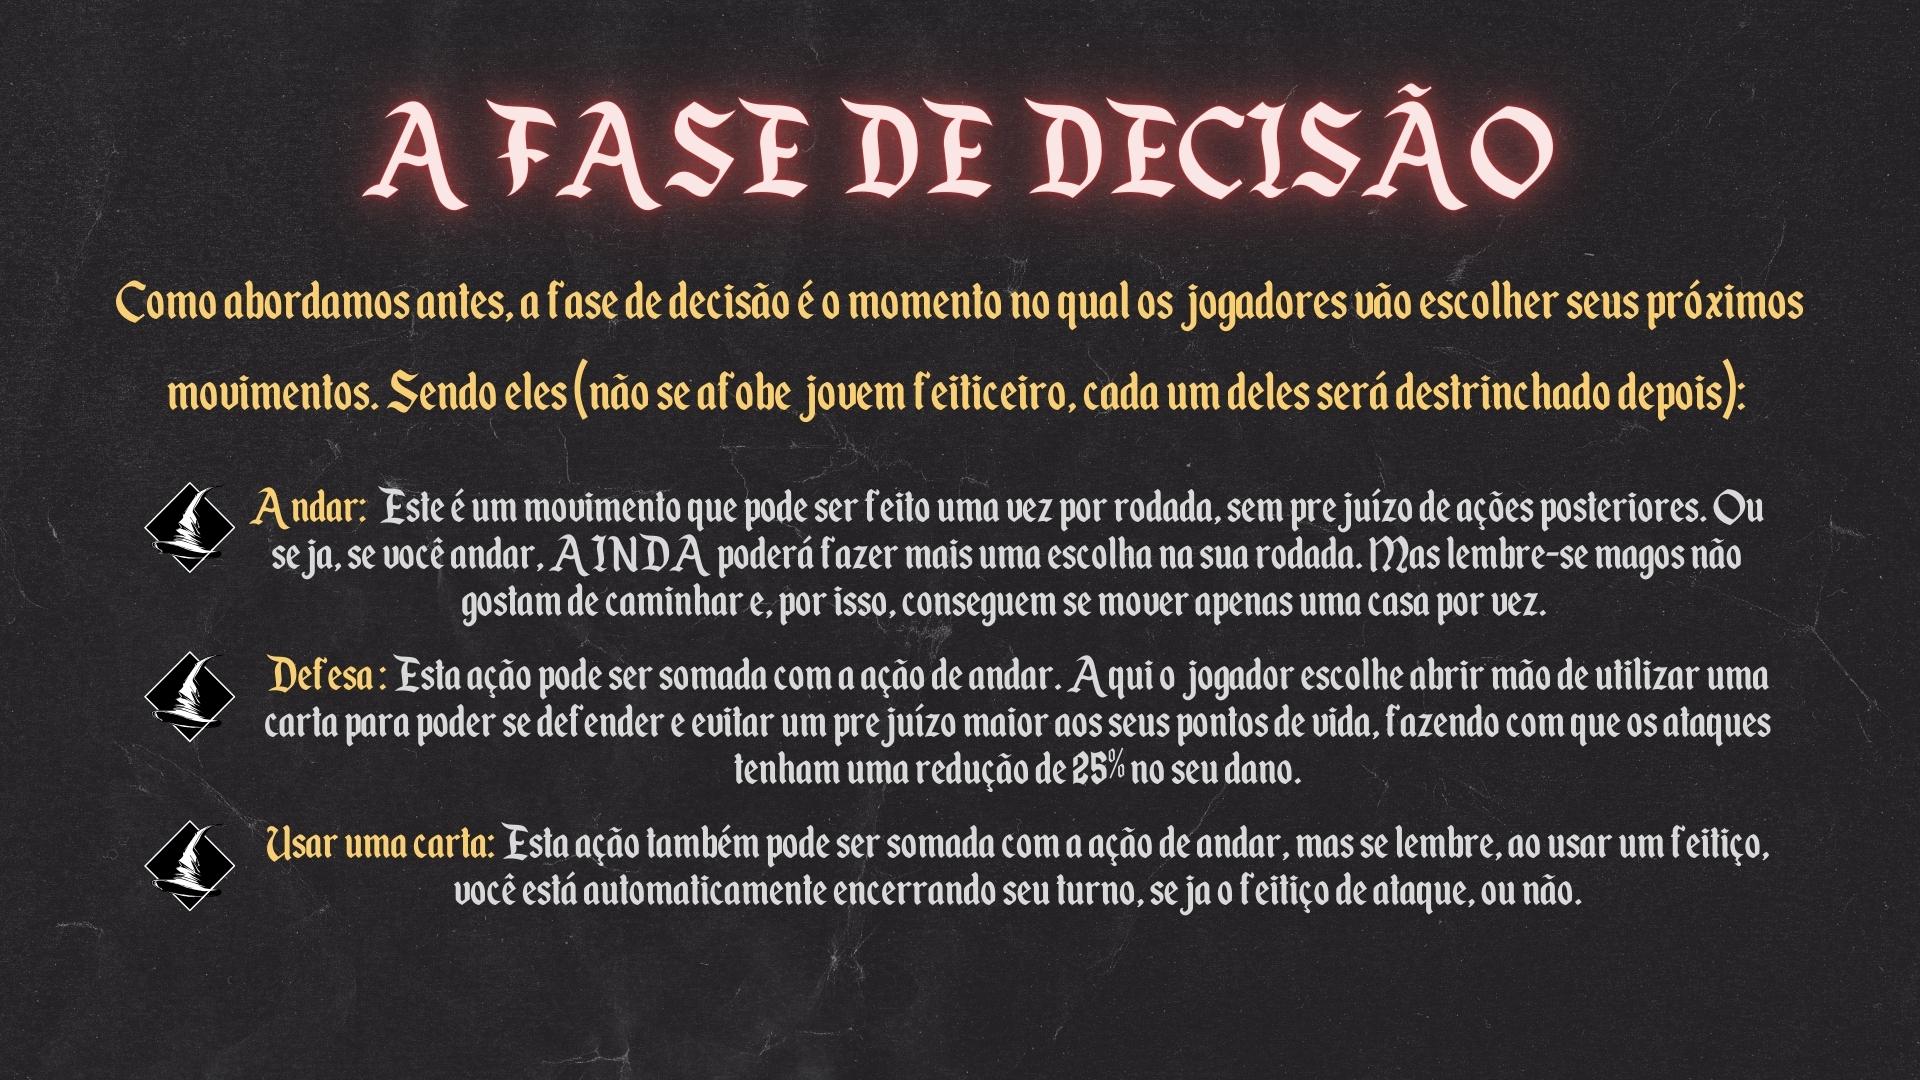 A FASE DE DECISÃO
Como abordamos antes, a fase de decisão é o momento no qual os jogadores vão escolher seus próximos
movimentos. Sendo eles (não se afobe jovem feiticeiro, cada um deles será destrinchado depois):
Andar: Este é um movimento que pode ser feito uma vez por rodada, sem prejuízo de ações posteriores. Ou
seja, se você andar, AINDA poderá fazer mais uma escolha na sua rodada. Mas lembre-se magos não
gostam de caminhar e, por isso, conseguem se mover apenas uma casa por vez.
Defesa: Esta ação pode ser somada com a ação de andar. Aqui o jogador escolhe abrir mão de utilizar uma
carta para poder se defender e evitar um prejuízo maior aos seus pontos de vida, fazendo com que os ataques
tenham uma redução de 25% no seu dano.
Usar uma carta: Esta ação também pode ser somada com a ação de andar, mas se lembre, ao usar um feitiço,
você está automaticamente encerrando seu turno, seja o feitiço de ataque, ou não.